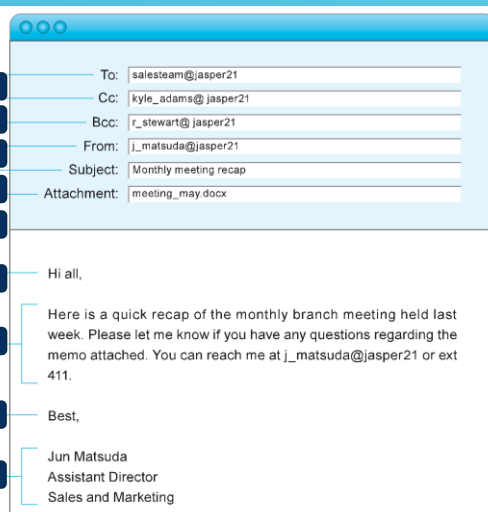 To: salesteam@jasper21
Cc: kyle_adams@ jasper21
Bcc: r_stewart@ jasper21
From: j_matsuda@jasper21
Subject: Monthly meeting recap
Attachment: meeting_may.docx
Hi all,
Here is a quick recap of the monthly branch meeting held last
week. Please let me know if you have any questions regarding the
memo attached. You can reach me at j_matsuda@jasper21 or ext
411.
Best,
Jun Matsuda
Assistant Director
Sales and Marketing